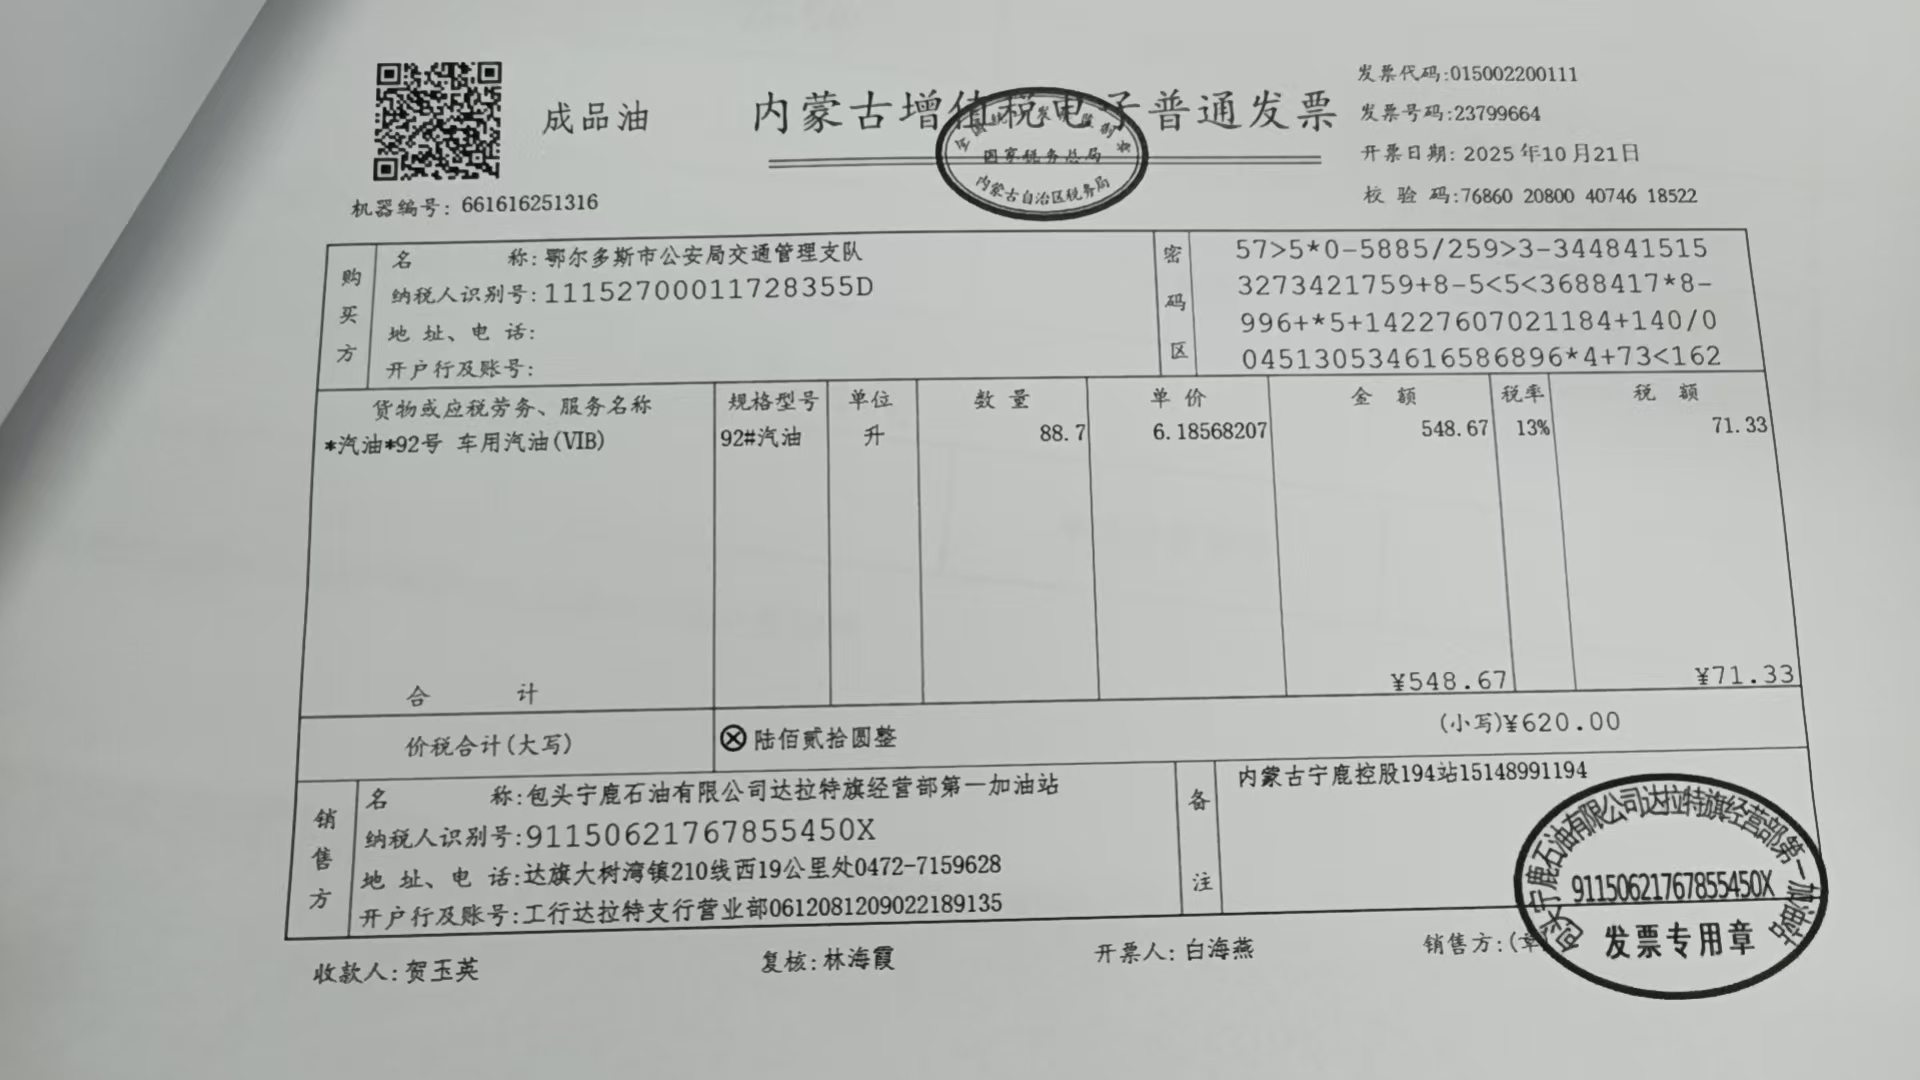 成品油
内蒙古增值税电子普通发票
国家税务总局
内蒙古自治区税务局
发票代码:015002200111
发票号码:23799664
开票日期: 2025年10月21日
校 验 码:76860 20800 40746 18522
机器编号: 661616251316
购买方
名 称: 鄂尔多斯市公安局交通管理支队
纳税人识别号: 11152700011728355D
地 址、电 话:
开户行及账号:
密码区
57>5*0-5885/259>3-344841515
3273421759+8-5<5<3688417*8-
996+*5+14227607021184+140/0
045130534616586896*4+73<162
货物或应税劳务、服务名称 规格型号 单位 数 量 单 价 金 额 税率 税 额
*汽油*92号 车用汽油(VIB) 92#汽油 升 88.7 6.18568207 548.67 13% 71.33
合 计 ¥548.67 ¥71.33
价税合计(大写) ⊗陆佰贰拾圆整 (小写)¥620.00
销售方
名 称: 包头宁鹿石油有限公司达拉特旗经营部第一加油站
纳税人识别号: 91150621767855450X
地 址、电 话: 达旗大树湾镇210线西19公里处0472-7159628
开户行及账号: 工行达拉特支行营业部0612081209022189135
备注
内蒙古宁鹿控股194站15148991194
包头宁鹿石油有限公司达拉特旗经营部第一加油站
91150621767855450X
发票专用章
收款人: 贺玉英 复核: 林海霞 开票人: 白海燕 销售方:(章